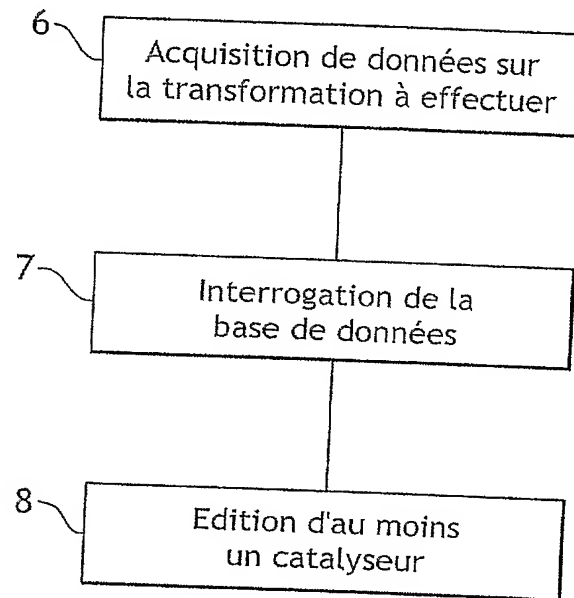 6
Acquisition de données sur
la transformation à effectuer
7
Interrogation de la
base de données
8
Edition d'au moins
un catalyseur